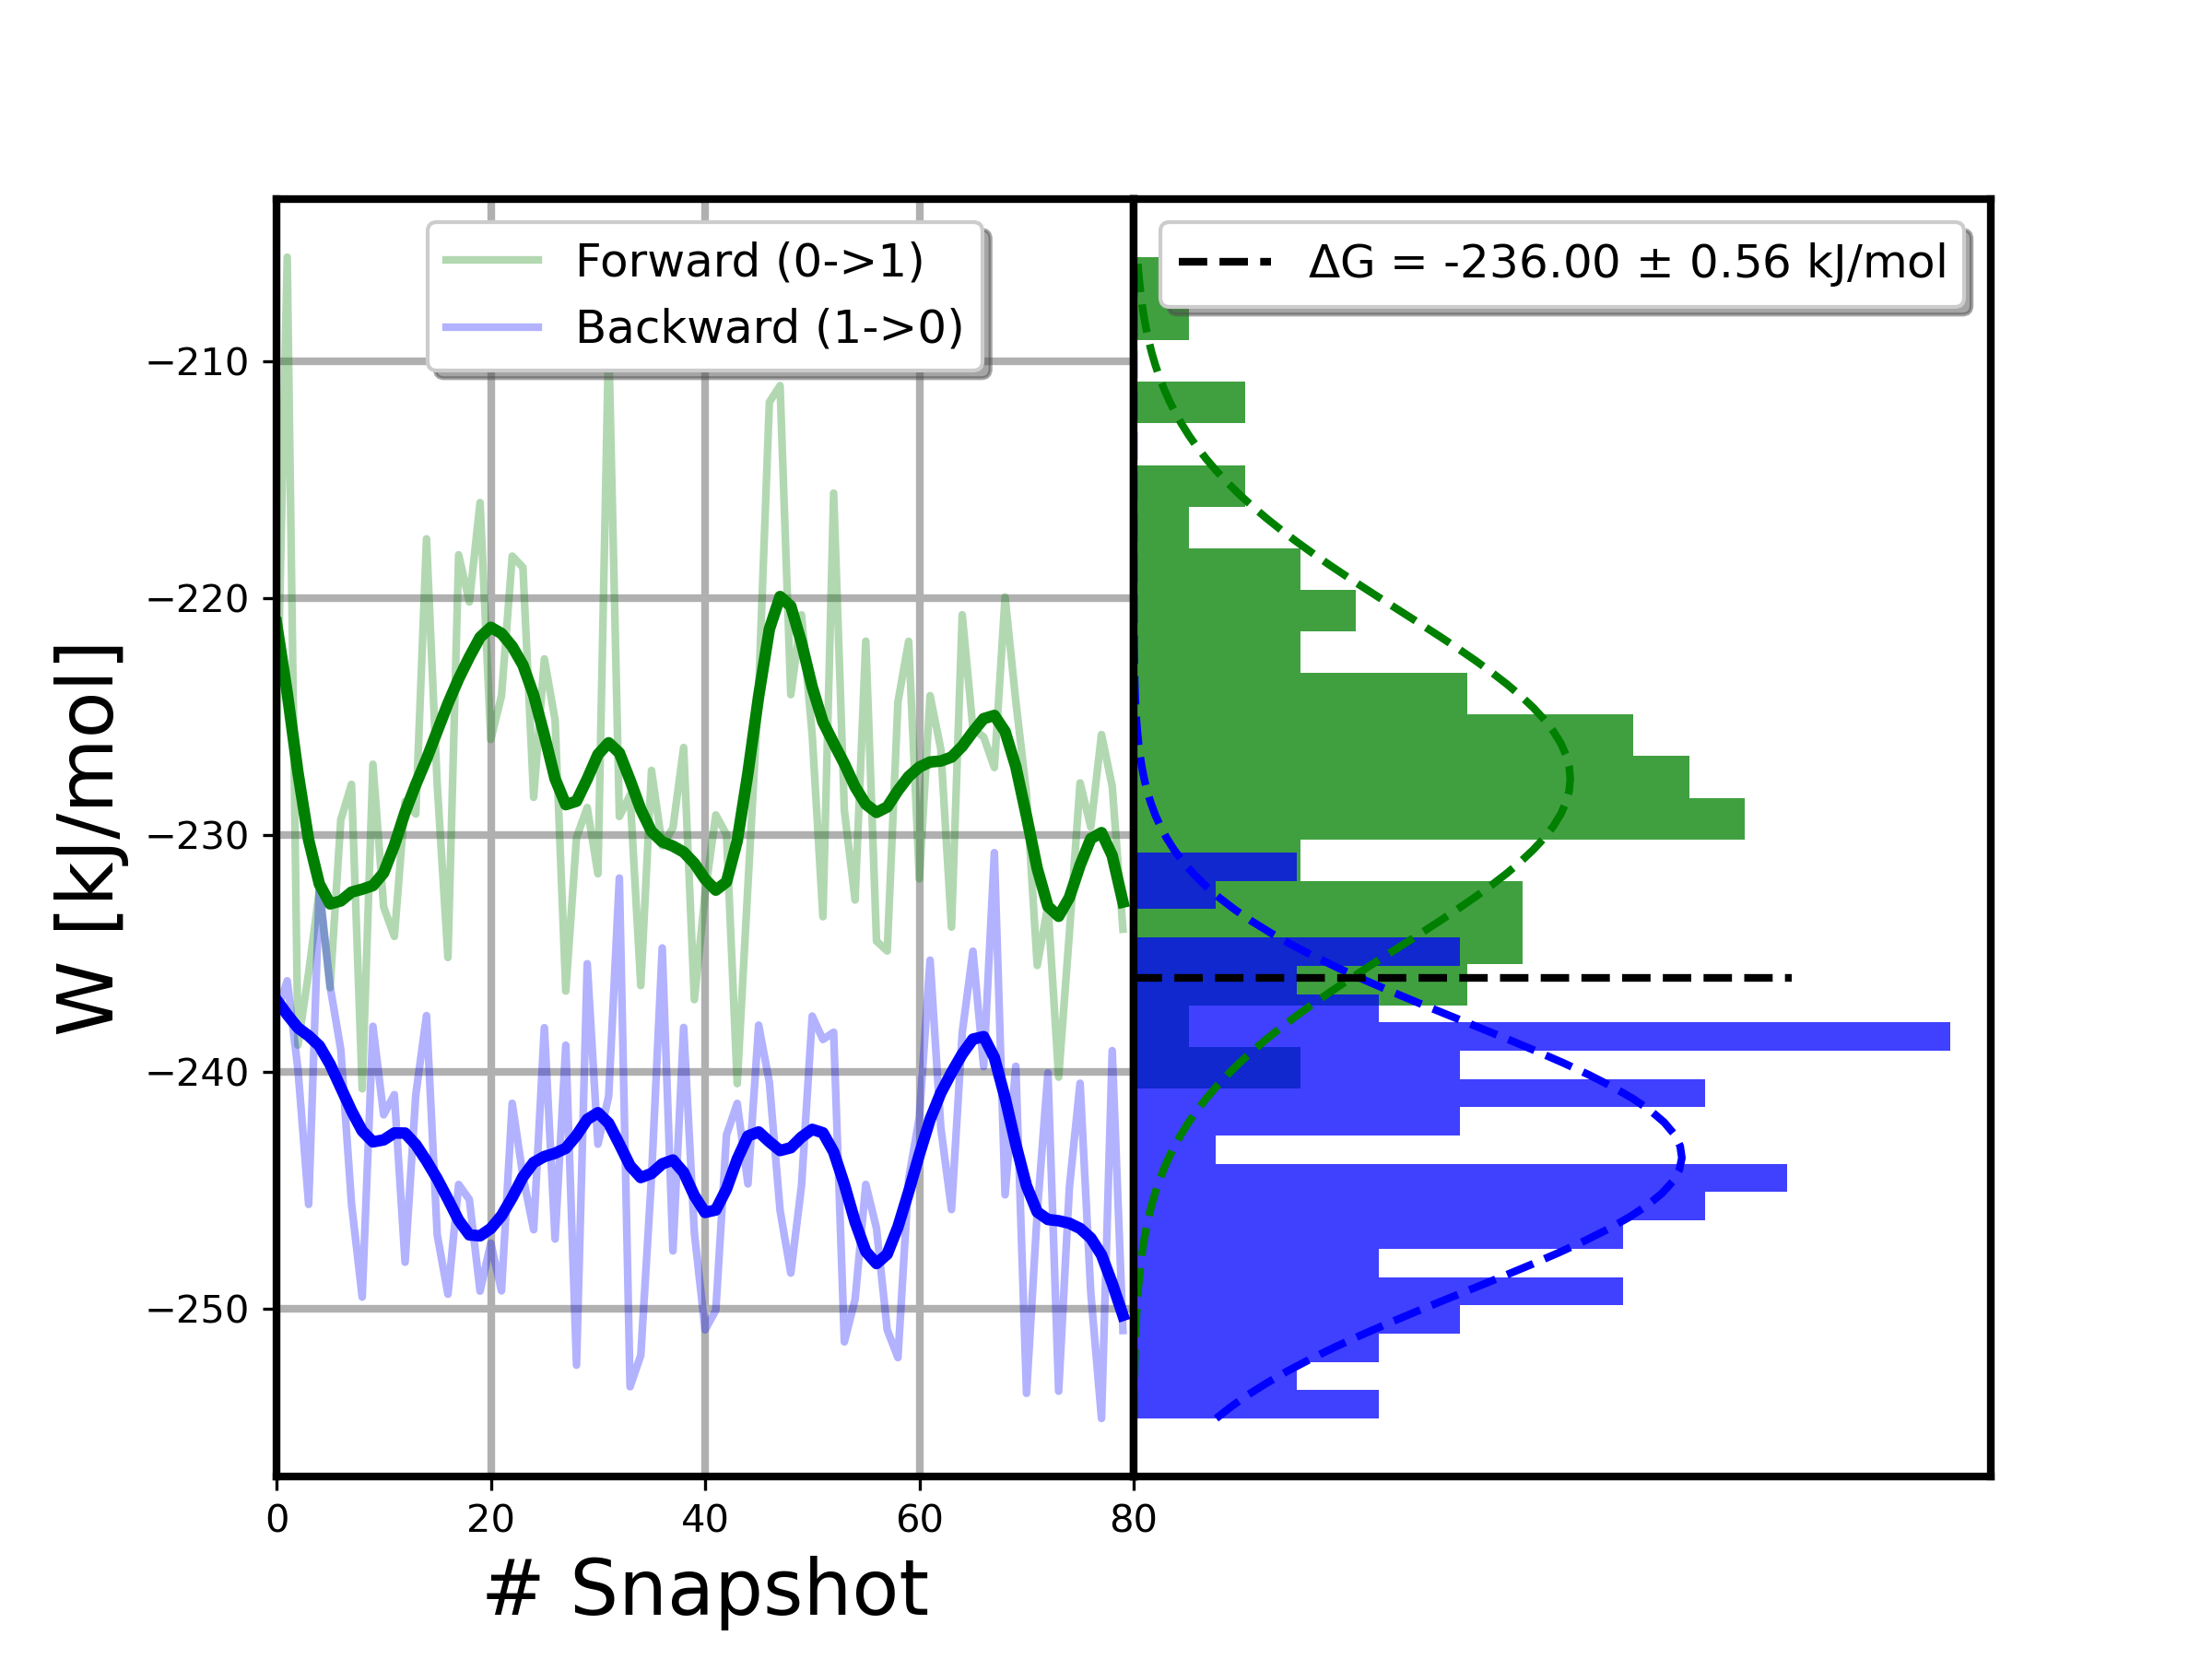 Forward (0->1)
Backward (1->0)
ΔG = -236.00 ± 0.56 kJ/mol
W [kJ/mol]
−210
−220
−230
−240
−250
0 20 40 60 80
# Snapshot